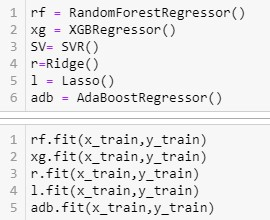 1 rf = RandomForestRegressor()
2 xg = XGBRegressor()
3 SV= SVR()
4 r=Ridge()
5 l = Lasso()
6 adb = AdaBoostRegressor()
1 rf.fit(x_train,y_train)
2 xg.fit(x_train,y_train)
3 r.fit(x_train,y_train)
4 l.fit(x_train,y_train)
5 adb.fit(x_train,y_train)